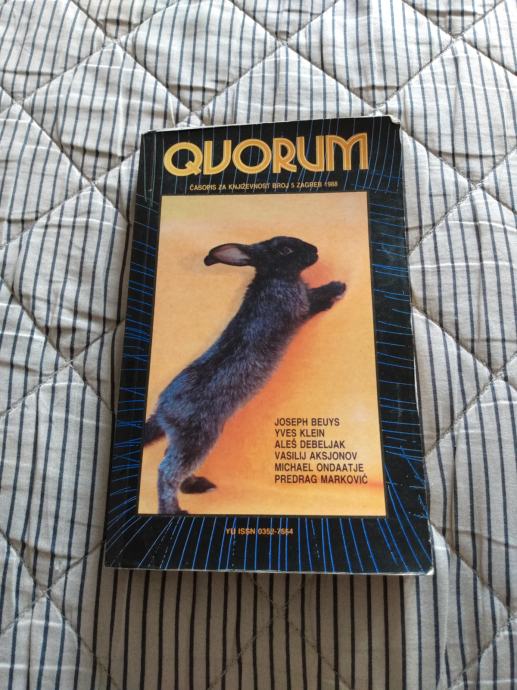 QUORUM
ČASOPIS ZA KNJIŽEVNOST BROJ 5 ZAGREB 1988
JOSEPH BEUYS
YVES KLEIN
ALEŠ DEBELJAK
VASILIJ AKSJONOV
MICHAEL ONDAATJE
PREDRAG MARKOVIĆ
YU ISSN 0352-7654